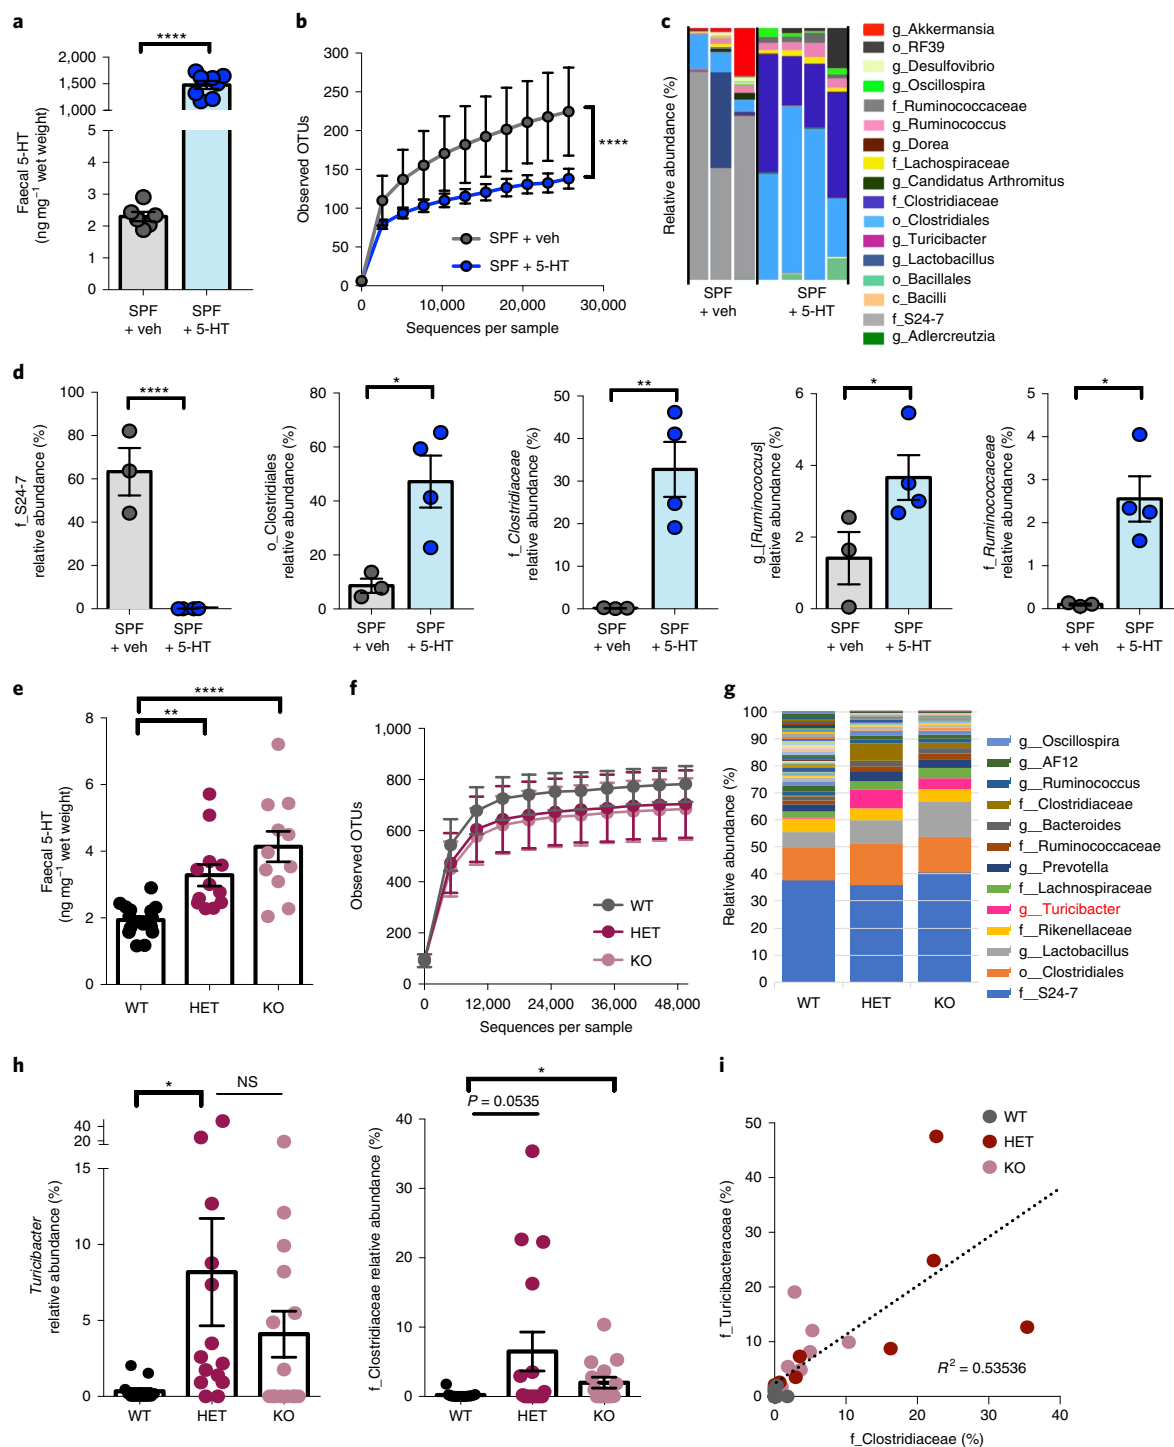 a
****
2,000
1,500
1,000
5
4
3
2
1
0
Faecal 5-HT
(ng mg⁻¹ wet weight)
SPF
+ veh
SPF
+ 5-HT
b
300
250
200
150
100
50
0
Observed OTUs
****
SPF + veh
SPF + 5-HT
0
10,000
20,000
30,000
Sequences per sample
c
Relative abundance (%)
SPF
+ veh
SPF
+ 5-HT
g_Akkermansia
o_RF39
g_Desulfovibrio
g_Oscillospira
f_Ruminococcaceae
g_Ruminococcus
g_Dorea
f_Lachospiraceae
g_Candidatus Arthromitus
f_Clostridiaceae
o_Clostridiales
g_Turicibacter
g_Lactobacillus
o_Bacillales
c_Bacilli
f_S24-7
g_Adlercreutzia
d
****
100
80
60
40
20
0
f_S24-7
relative abundance (%)
SPF
+ veh
SPF
+ 5-HT
*
80
60
40
20
0
o_Clostridiales
relative abundance (%)
SPF
+ veh
SPF
+ 5-HT
**
50
40
30
20
10
0
f_Clostridiaceae
relative abundance (%)
SPF
+ veh
SPF
+ 5-HT
*
6
4
2
0
g_[Ruminococcus]
relative abundance (%)
SPF
+ veh
SPF
+ 5-HT
*
5
4
3
2
1
0
f_Ruminococcaceae
relative abundance (%)
SPF
+ veh
SPF
+ 5-HT
e
****
**
8
6
4
2
0
Faecal 5-HT
(ng mg⁻¹ wet weight)
WT
HET
KO
f
1,000
800
600
400
200
0
Observed OTUs
WT
HET
KO
0
12,000
24,000
36,000
48,000
Sequences per sample
g
100
90
80
70
60
50
40
30
20
10
0
Relative abundance (%)
WT
HET
KO
g__Oscillospira
g__AF12
g__Ruminococcus
f__Clostridiaceae
g__Bacteroides
f__Ruminococcaceae
g__Prevotella
f__Lachnospiraceae
g__Turicibacter
f__Rikenellaceae
g__Lactobacillus
o__Clostridiales
f__S24-7
h
*
NS
40
20
15
10
5
0
Turicibacter
relative abundance (%)
WT
HET
KO
*
P = 0.0535
40
30
20
10
0
f_Clostridiaceae relative abundance (%)
WT
HET
KO
i
50
40
30
20
10
0
f_Turicibacteraceae (%)
WT
HET
KO
R² = 0.53536
0
10
20
30
40
f_Clostridiaceae (%)